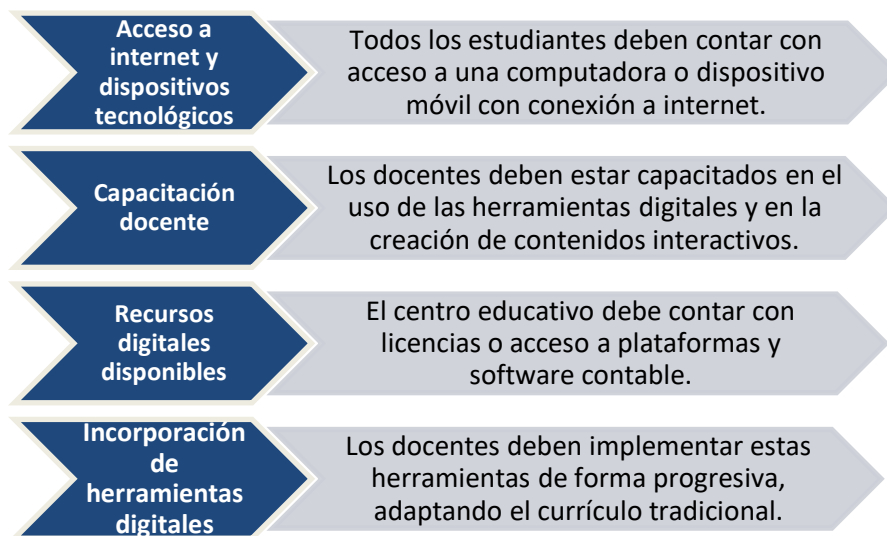 Acceso a
internet y
dispositivos
tecnológicos
Todos los estudiantes deben contar con
acceso a una computadora o dispositivo
móvil con conexión a internet.
Capacitación
docente
Los docentes deben estar capacitados en el
uso de las herramientas digitales y en la
creación de contenidos interactivos.
Recursos
digitales
disponibles
El centro educativo debe contar con
licencias o acceso a plataformas y
software contable.
Incorporación
de
herramientas
digitales
Los docentes deben implementar estas
herramientas de forma progresiva,
adaptando el currículo tradicional.